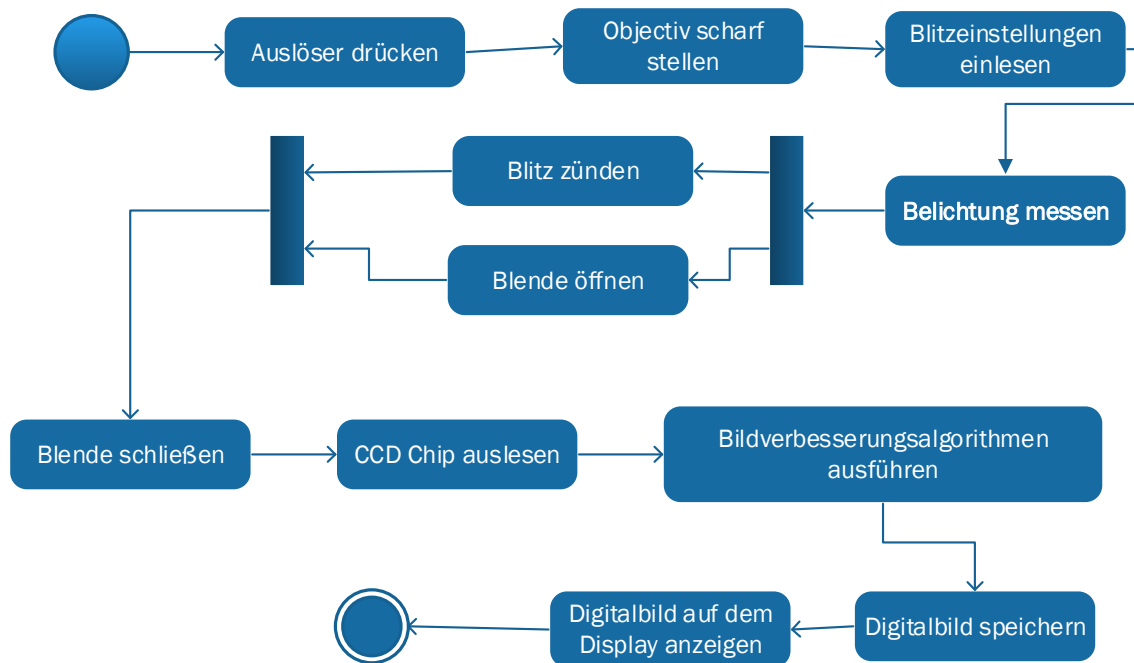 Auslöser drücken
Objectiv scharf
stellen
Blitzeinstellungen
einlesen
Blitz zünden
Belichtung messen
Blende öffnen
Blende schließen
CCD Chip auslesen
Bildverbesserungsalgorithmen
ausführen
Digitalbild auf dem
Display anzeigen
Digitalbild speichern